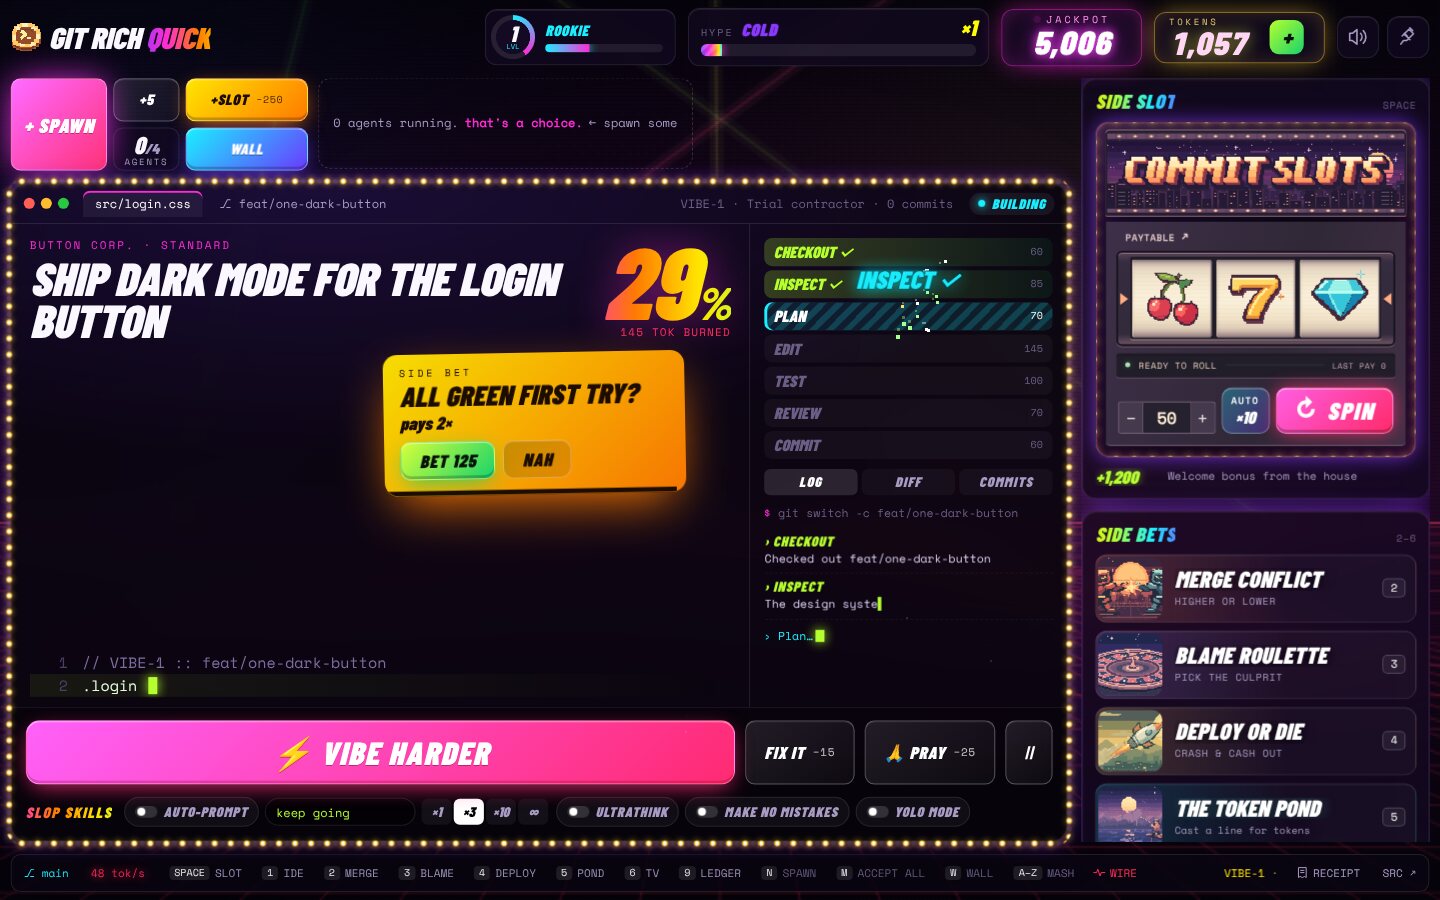 GIT RICH QUICK
1
LVL
ROOKIE
HYPE COLD ×1
JACKPOT
5,006
TOKENS
1,057
+
+ SPAWN
+5
+SLOT -250
0/4
AGENTS
WALL
0 agents running. that's a choice. ← spawn some
src/login.css
feat/one-dark-button
VIBE-1 · Trial contractor · 0 commits
BUILDING
BUTTON CORP. · STANDARD
SHIP DARK MODE FOR THE LOGIN
BUTTON
29%
145 TOK BURNED
SIDE BET
ALL GREEN FIRST TRY?
pays 2×
BET 125
NAH
1 // VIBE-1 :: feat/one-dark-button
2 .login
CHECKOUT ✓ 60
INSPECT ✓ 85
INSPECT ✓
PLAN 70
EDIT 145
TEST 100
REVIEW 70
COMMIT 60
LOG
DIFF
COMMITS
$ git switch -c feat/one-dark-button
› CHECKOUT
Checked out feat/one-dark-button
› INSPECT
The design syste
› Plan…
⚡ VIBE HARDER
FIX IT -15
🙏 PRAY -25
//
SLOP SKILLS
AUTO-PROMPT
keep going
×1
×3
×10
∞
ULTRATHINK
MAKE NO MISTAKES
YOLO MODE
SIDE SLOT
SPACE
COMMIT SLOTS
PAYTABLE ↗
7
READY TO ROLL
LAST PAY 0
− 50 +
AUTO
×10
SPIN
+1,200 Welcome bonus from the house
SIDE BETS
2-6
MERGE CONFLICT
HIGHER OR LOWER
2
BLAME ROULETTE
PICK THE CULPRIT
3
DEPLOY OR DIE
CRASH & CASH OUT
4
THE TOKEN POND
Cast a line for tokens
5
main
48 tok/s
SPACE SLOT
1 IDE
2 MERGE
3 BLAME
4 DEPLOY
5 POND
6 TV
9 LEDGER
N SPAWN
M ACCEPT ALL
W WALL
A-Z MASH
WIRE
VIBE-1 ·
RECEIPT
SRC ↗